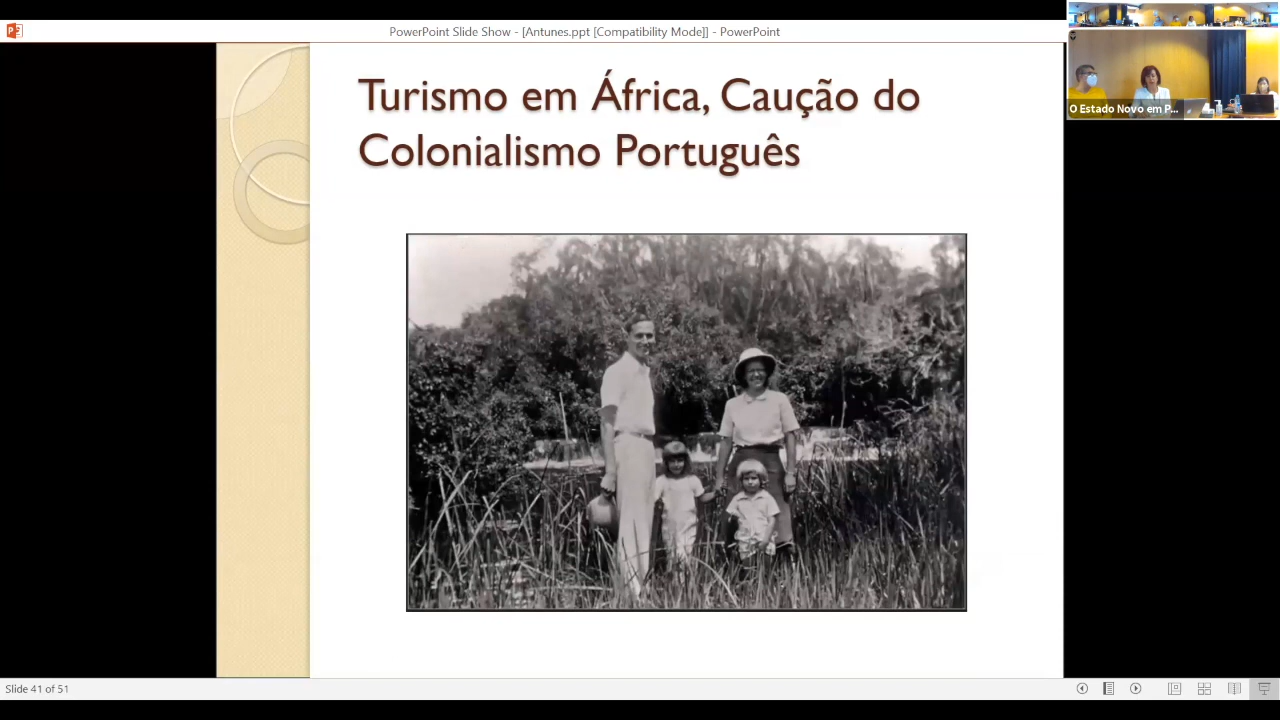 PowerPoint Slide Show - [Antunes.ppt [Compatibility Mode]] - PowerPoint
O Estado Novo em P...
Turismo em África, Caução do
Colonialismo Português
Slide 41 of 51